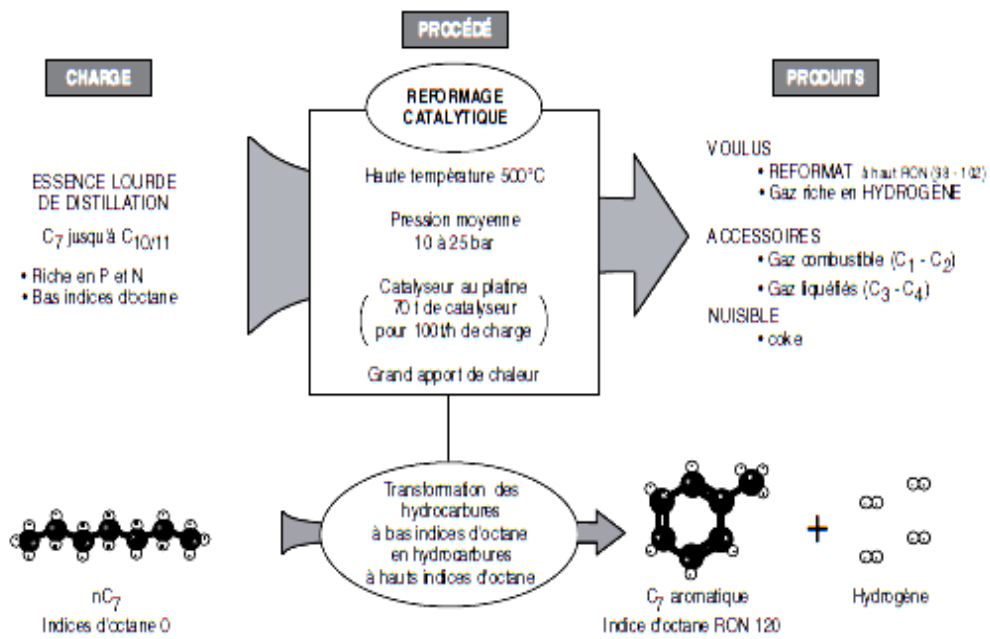 PROCÉDÉ
CHARGE
PRODUITS
REFORMAGE
CATALYTIQUE
ESSENCE LOURDE
DE DISTILLATION
C7 jusqu'à C10/11
• Riche en P et N
• Bas indices d'octane
Haute température 500°C
Pression moyenne
10 à 25 bar
Catalyseur au platine
70 t de catalyseur
pour 100t/h de charge
Grand apport de chaleur
VOULUS
• REFORMAT à haut RON (98 - 102)
• Gaz riche en HYDROGÈNE
ACCESSOIRES
• Gaz combustible (C1 - C2)
• Gaz liquéfiés (C3 - C4)
NUISIBLE
• coke
Transformation des
hydrocarbures
à bas indices d'octane
en hydrocarbures
à hauts indices d'octane
+
nC7
Indices d'octane 0
C7 aromatique
Indice d'octane RON 120
Hydrogène